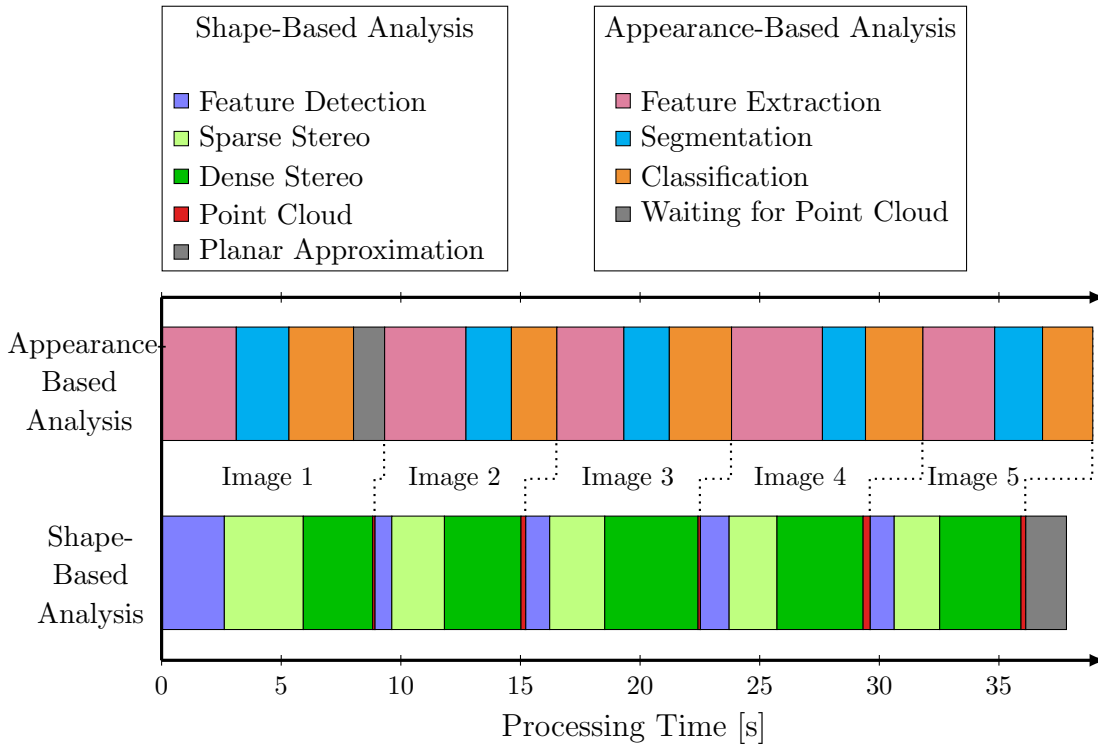 Shape-Based Analysis
Feature Detection
Sparse Stereo
Dense Stereo
Point Cloud
Planar Approximation
Appearance-Based Analysis
Feature Extraction
Segmentation
Classification
Waiting for Point Cloud
Appearance-
Based
Analysis
Image 1
Image 2
Image 3
Image 4
Image 5
Shape-
Based
Analysis
0 5 10 15 20 25 30 35
Processing Time [s]